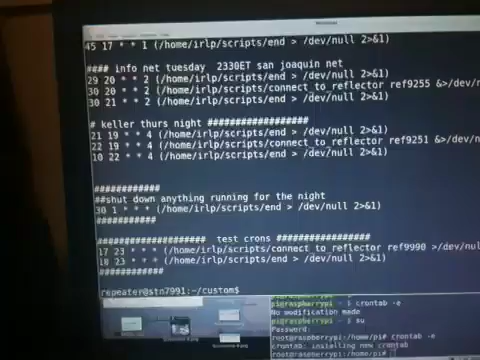 45 17 * * 1 (/home/irlp/scripts/end > /dev/null 2>&1)
#### info net tuesday 2330ET san joaquin net
29 20 * * 2 (/home/irlp/scripts/end > /dev/null 2>&1)
30 20 * * 2 (/home/irlp/scripts/connect_to_reflector ref9255 &>/dev/n
30 21 * * 2 (/home/irlp/scripts/end > /dev/null 2>&1)
# keller thurs night ##################
21 19 * * 4 (/home/irlp/scripts/end > /dev/null 2>&1)
22 19 * * 4 (/home/irlp/scripts/connect_to_reflector ref9251 &>/dev/n
10 22 * * 4 (/home/irlp/scripts/end > /dev/null 2>&1)
############
##shut down anything running for the night
30 1 * * * (/home/irlp/scripts/end > /dev/null 2>&1)
###########
#################### test crons #################
17 23 * * * (/home/irlp/scripts/connect_to_reflector ref9990 >/dev/nu
18 23 * * * (/home/irlp/scripts/end > /dev/null 2>&1)
############
repeater@stn7991:~/custom$
pi@raspberrypi ~ $ crontab -e
No modification made
pi@raspberrypi ~ $ su
Password:
root@raspberrypi:/home/pi# crontab -e
crontab: installing new crontab
root@raspberrypi:/home/pi#